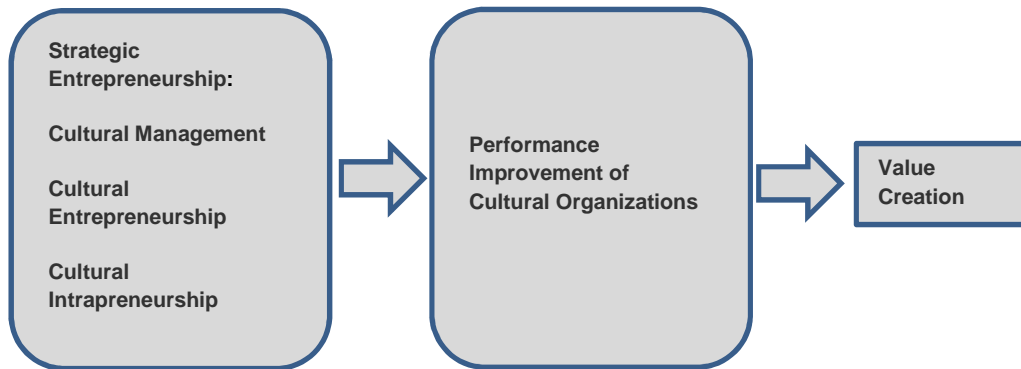 Strategic
Entrepreneurship:
Cultural Management
Cultural
Entrepreneurship
Cultural
Intrapreneurship
Performance
Improvement of
Cultural Organizations
Value
Creation